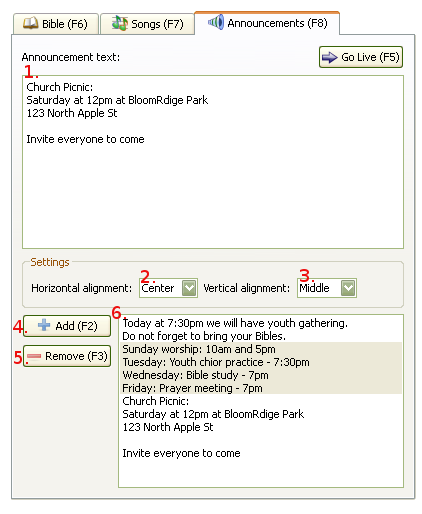 Bible (F6)
Songs (F7)
Announcements (F8)
Announcement text:
Go Live (F5)
1.
Church Picnic:
Saturday at 12pm at BloomRdige Park
123 North Apple St
Invite everyone to come
Settings
2.
3.
Horizontal alignment: Center Vertical alignment: Middle
4. Add (F2)
5. Remove (F3)
6.
Today at 7:30pm we will have youth gathering.
Do not forget to bring your Bibles.
Sunday worship: 10am and 5pm
Tuesday: Youth chior practice - 7:30pm
Wednesday: Bible study - 7pm
Friday: Prayer meeting - 7pm
Church Picnic:
Saturday at 12pm at BloomRdige Park
123 North Apple St
Invite everyone to come